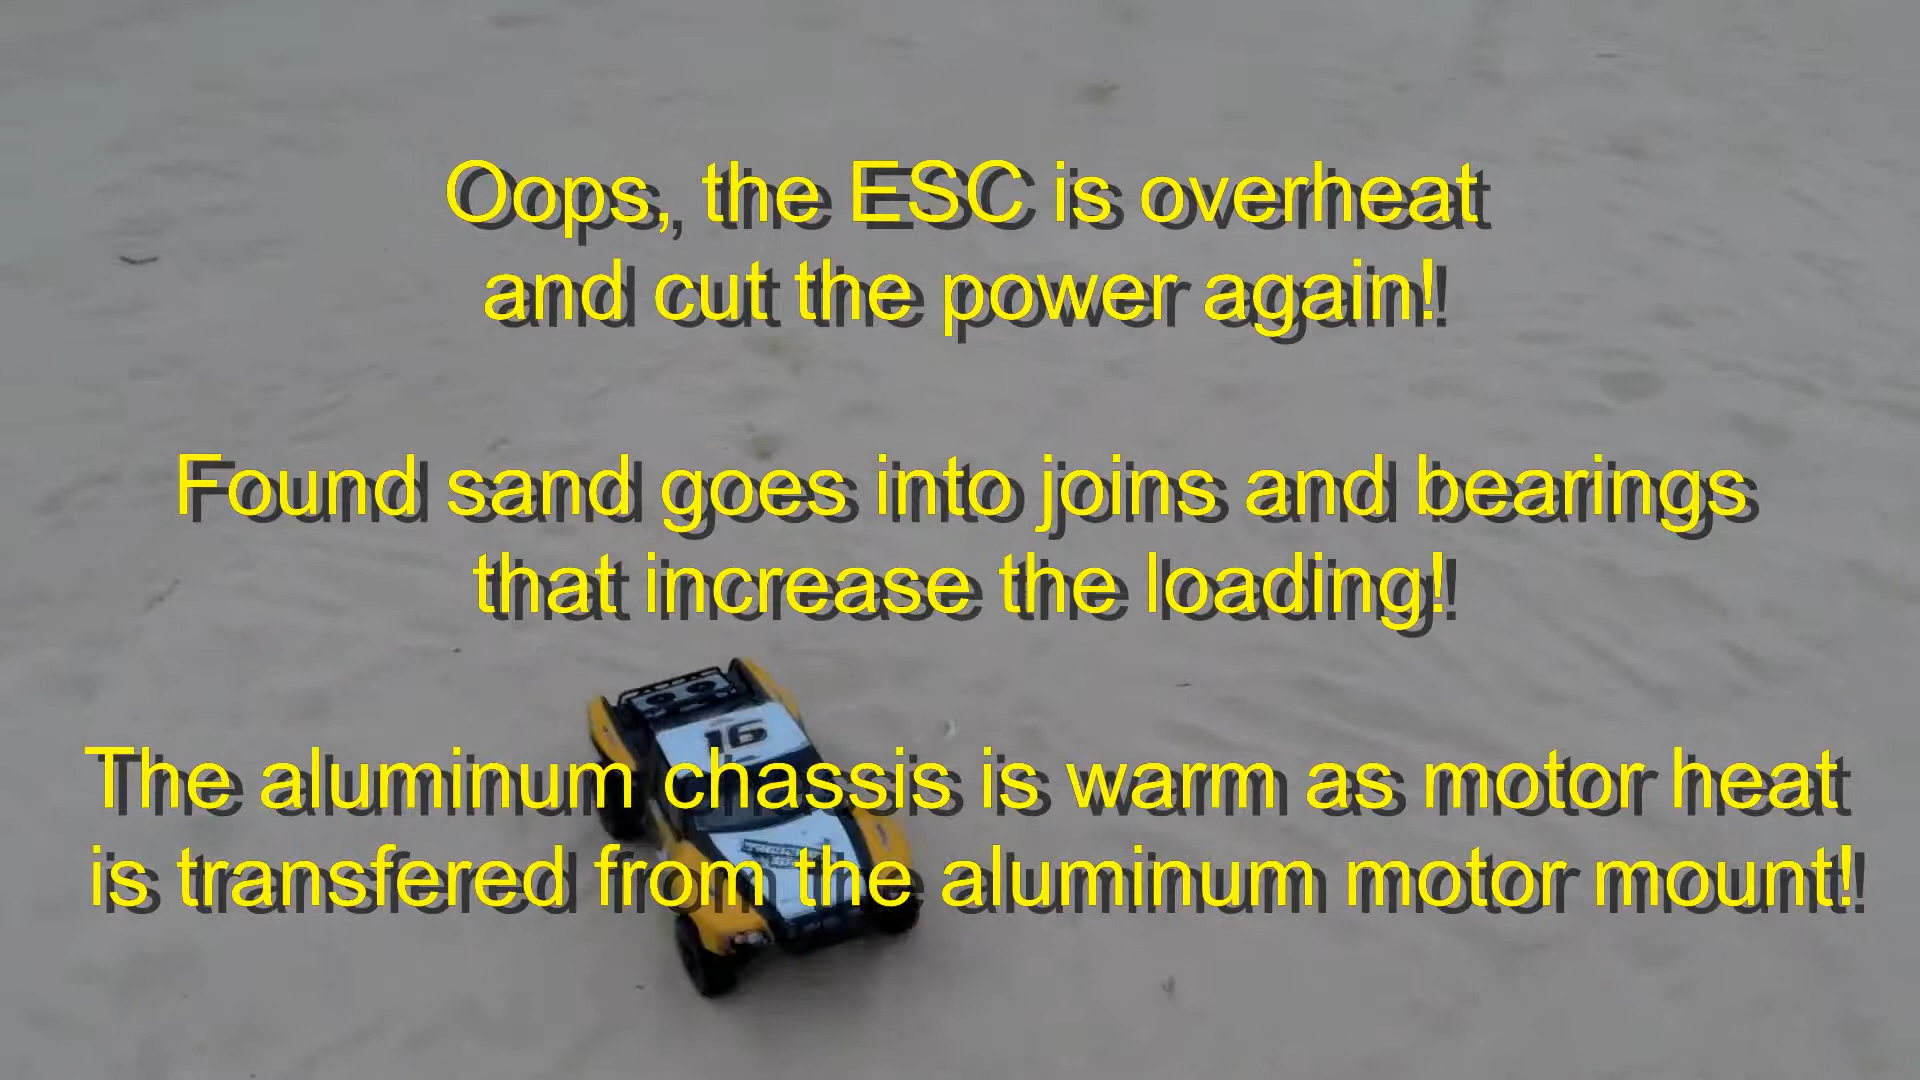 Oops, the ESC is overheat
and cut the power again!
Found sand goes into joins and bearings
that increase the loading!
16
The aluminum chassis is warm as motor heat
is transfered from the aluminum motor mount!